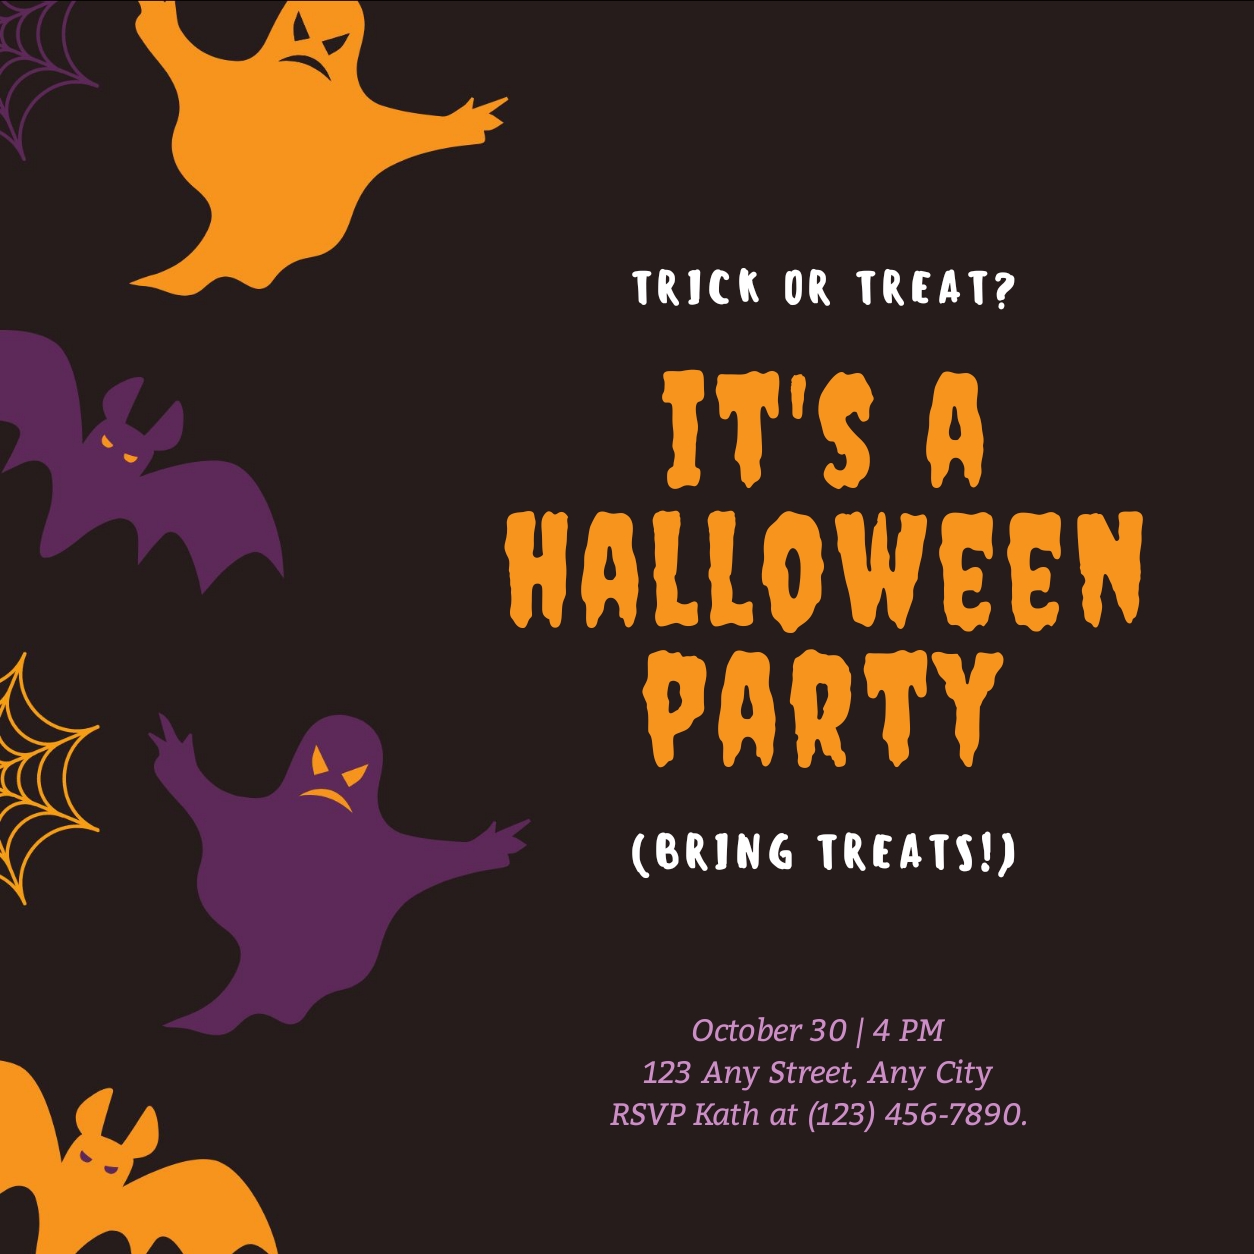 TRICK OR TREAT?
IT'S A
HALLOWEEN
PARTY
(BRING TREATS!)
October 30 | 4 PM
123 Any Street, Any City
RSVP Kath at (123) 456-7890.